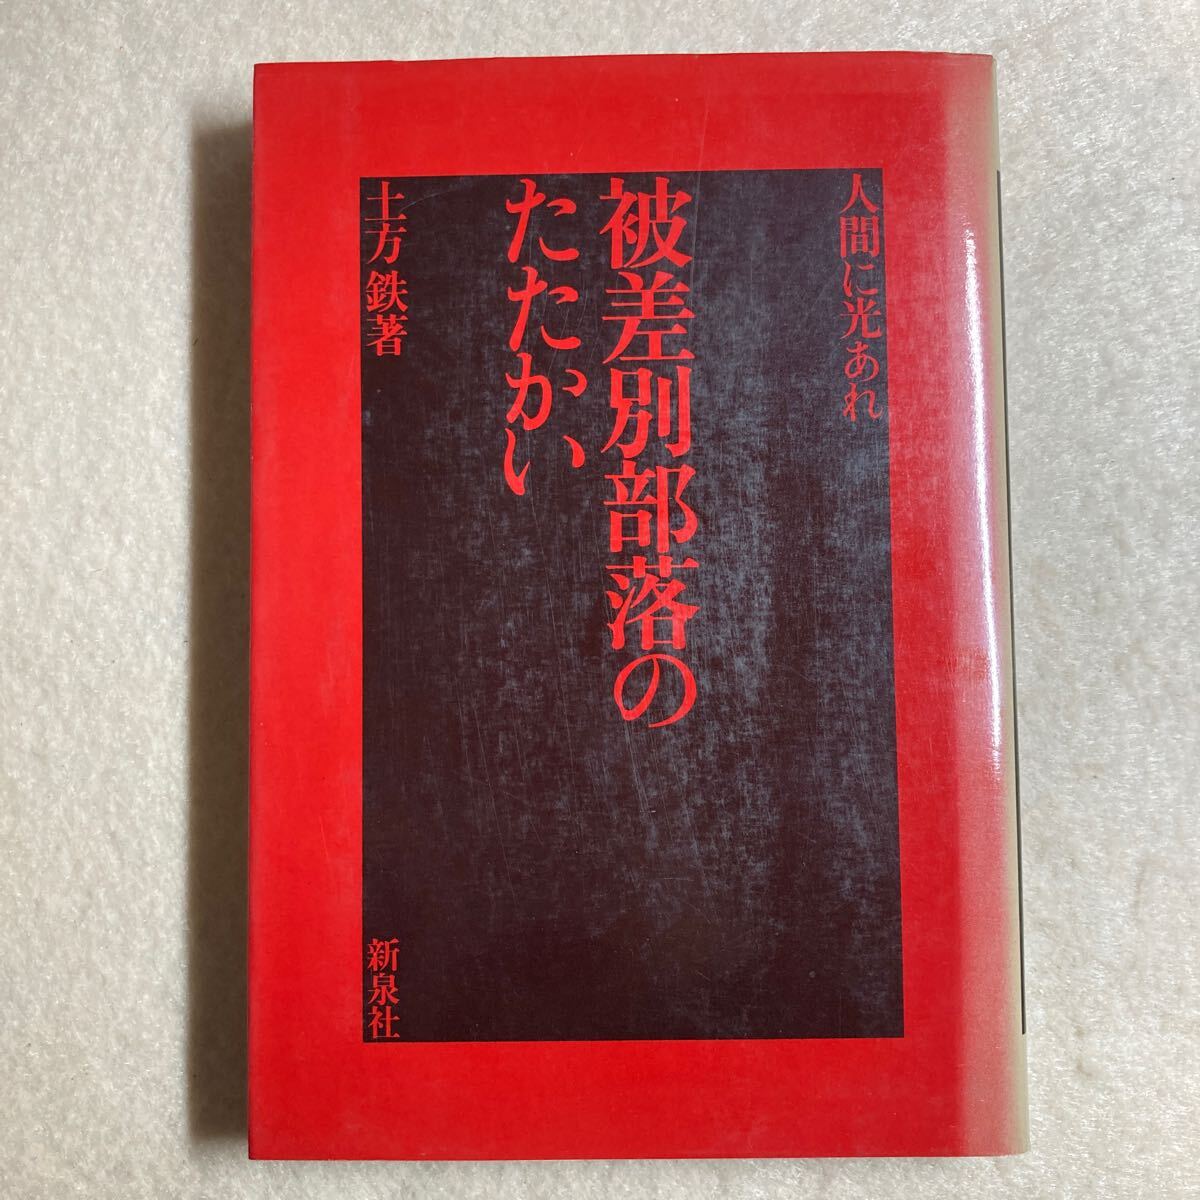 人間に光あれ
被差別部落の
たたかい
土方鉄著
新泉社